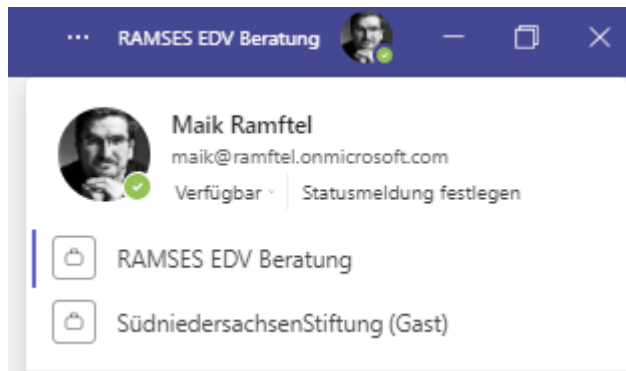 ··· RAMSES EDV Beratung
Maik Ramftel
maik@ramftel.onmicrosoft.com
Verfügbar Statusmeldung festlegen
RAMSES EDV Beratung
SüdniedersachsenStiftung (Gast)